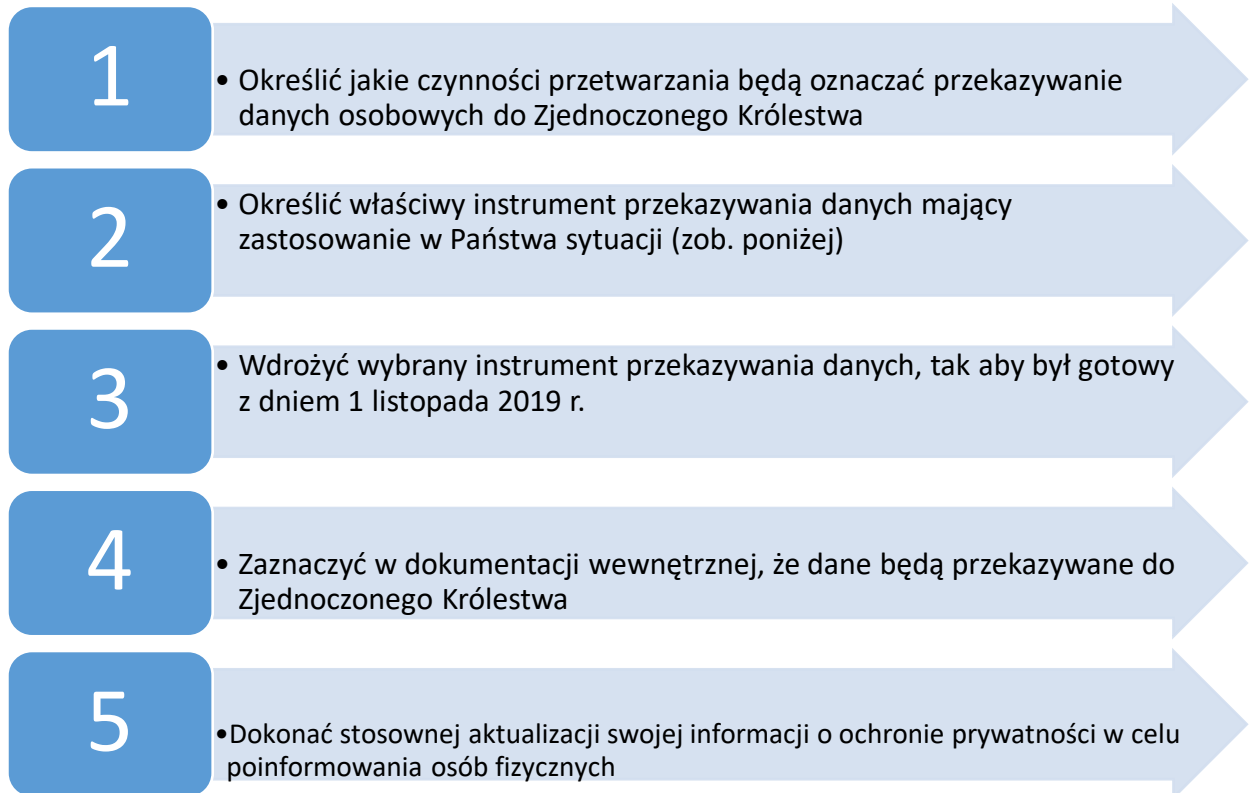 1
• Określić jakie czynności przetwarzania będą oznaczać przekazywanie
danych osobowych do Zjednoczonego Królestwa
2
• Określić właściwy instrument przekazywania danych mający
zastosowanie w Państwa sytuacji (zob. poniżej)
3
• Wdrożyć wybrany instrument przekazywania danych, tak aby był gotowy
z dniem 1 listopada 2019 r.
4
• Zaznaczyć w dokumentacji wewnętrznej, że dane będą przekazywane do
Zjednoczonego Królestwa
5
•Dokonać stosownej aktualizacji swojej informacji o ochronie prywatności w celu
poinformowania osób fizycznych